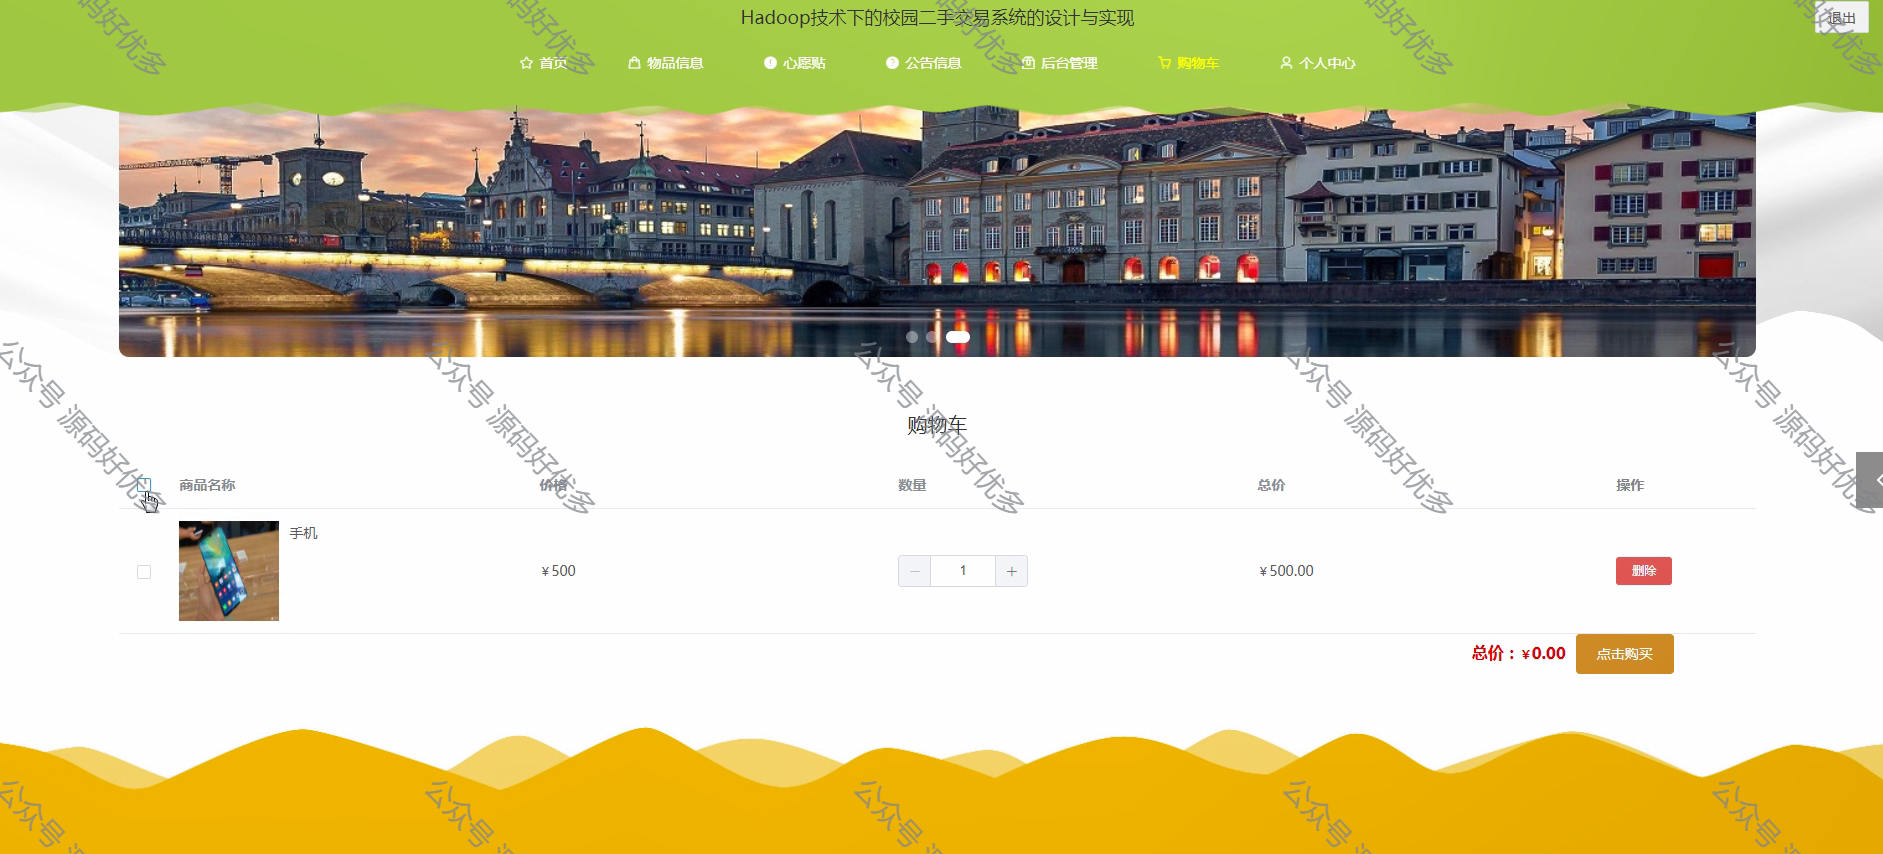 Hadoop技术下的校园二手交易系统的设计与实现
退出
首页 物品信息 心愿贴 公告信息 后台管理 购物车 个人中心
购物车
商品名称 价格 数量 总价 操作
手机
¥500 1 ¥500.00 删除
总价：¥0.00 点击购买
码好优多
码好优多
码好优多
码好优多
码好优多
公众号 源码好优多
公众号 源码好优多
公众号 源码好优多
公众号 源码好优多
公众号 源码好优多
公众号
公众号
公众号
公众号
公众号